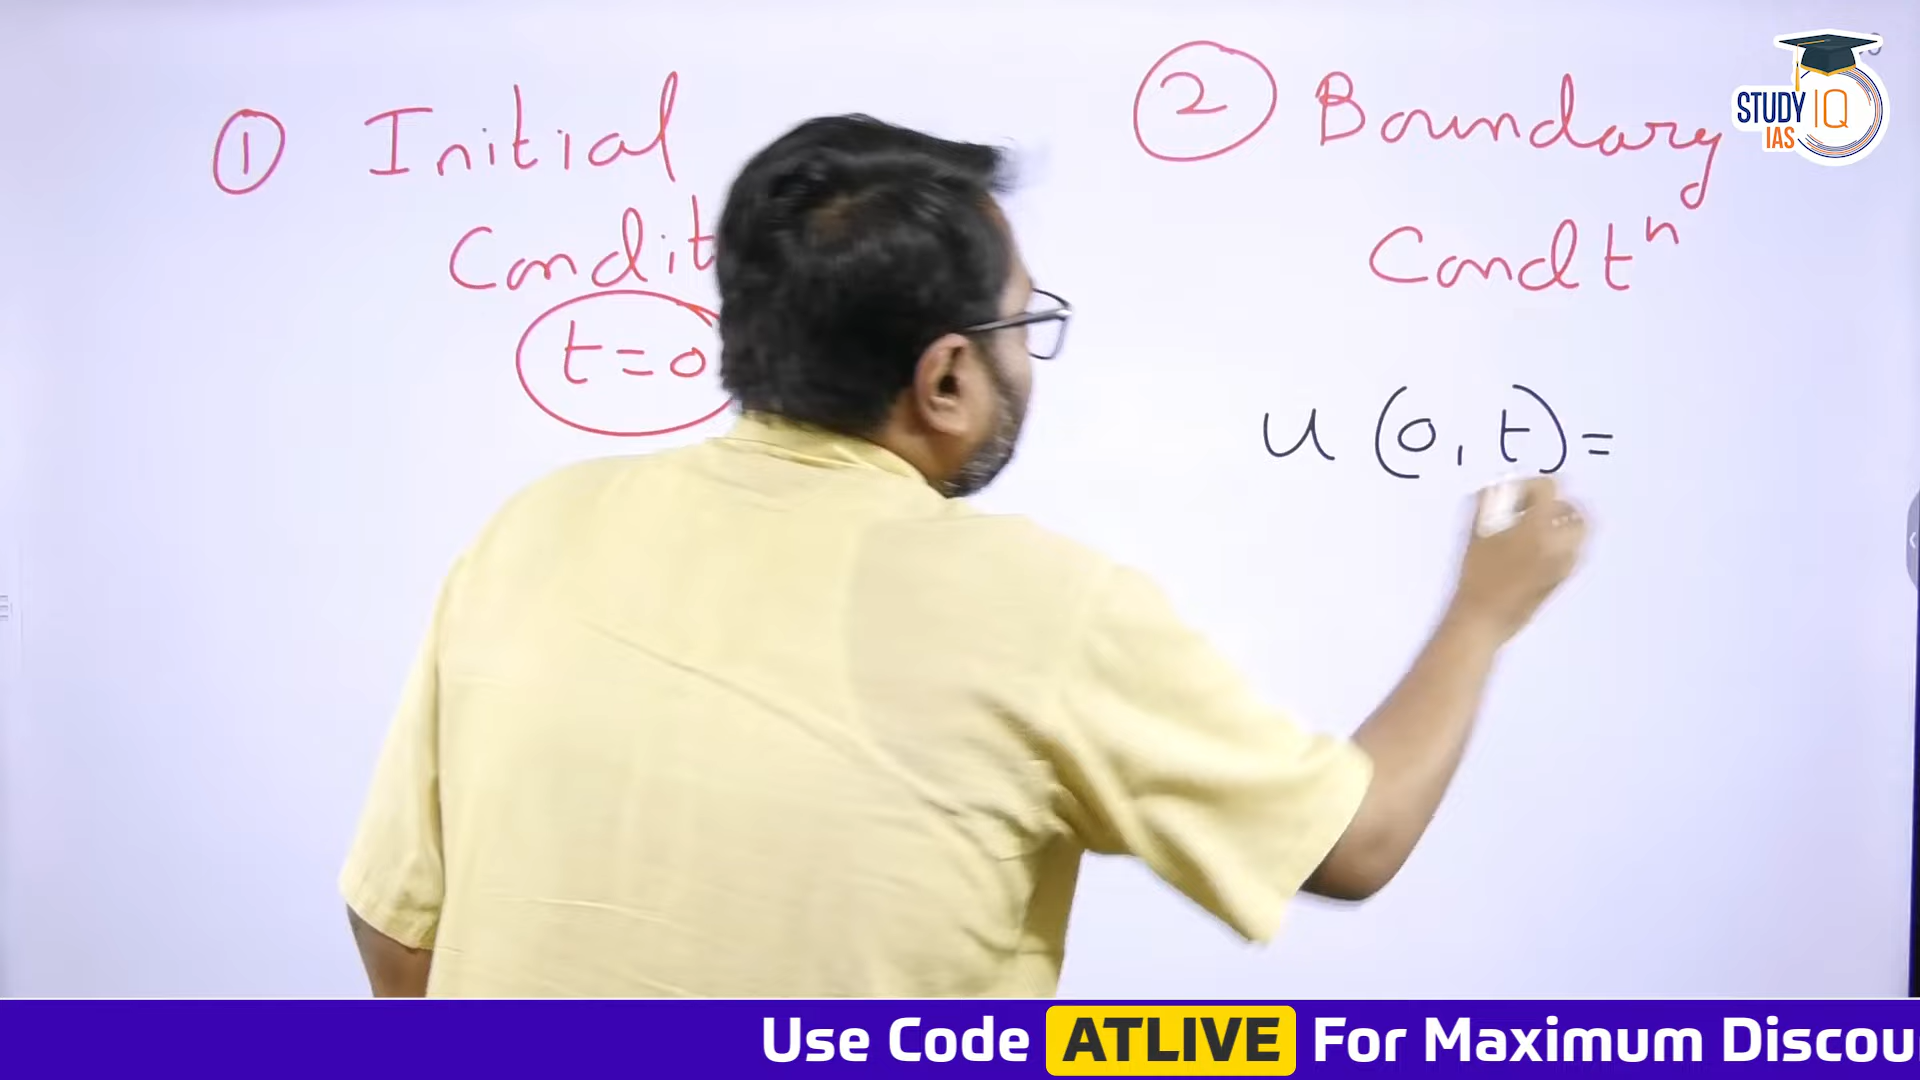 ① Initial
Condit
t=0
② Boundary
Condtⁿ
u (0, t) =
STUDY IQ
IAS
Use Code ATLIVE For Maximum Discou